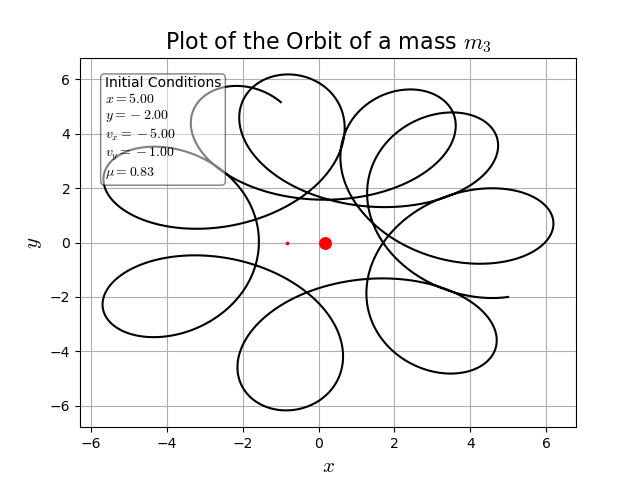 Plot of the Orbit of a mass m₃
Initial Conditions
x = 5.00
y = −2.00
vₓ = −5.00
v_y = −1.00
μ = 0.83
6
4
2
0
−2
−4
−6
y
−6 −4 −2 0 2 4 6
x